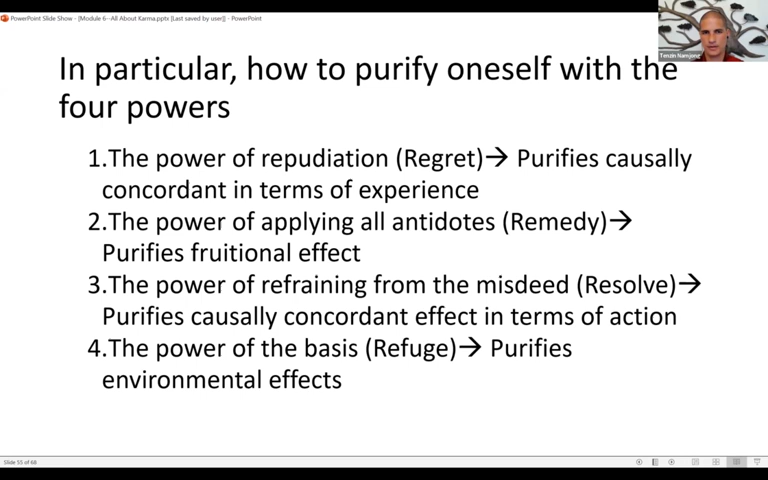 PowerPoint Slide Show - [Module 6--All About Karma.pptx [Last saved by user]] - PowerPoint
Tenzin Namjong
In particular, how to purify oneself with the
four powers
1.The power of repudiation (Regret)→ Purifies causally
concordant in terms of experience
2.The power of applying all antidotes (Remedy)→
Purifies fruitional effect
3.The power of refraining from the misdeed (Resolve)→
Purifies causally concordant effect in terms of action
4.The power of the basis (Refuge)→ Purifies
environmental effects
Slide 55 of 68